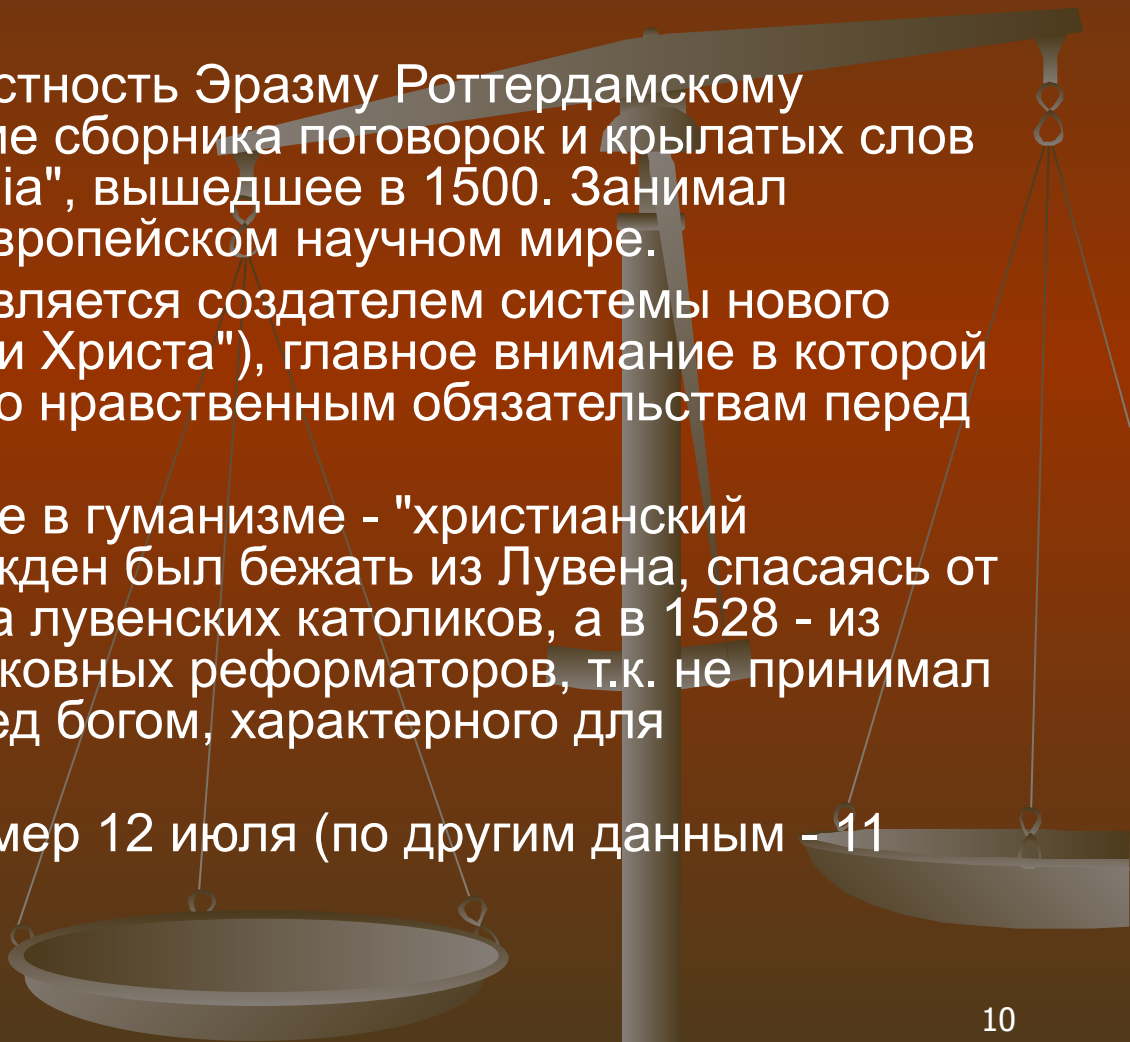 стность Эразму Роттердамскому
ие сборника поговорок и крылатых слов
ia", вышедшее в 1500. Занимал
вропейском научном мире.
вляется создателем системы нового
и Христа"), главное внимание в которой
о нравственным обязательствам перед
е в гуманизме - "христианский
жден был бежать из Лувена, спасаясь от
а лувенских католиков, а в 1528 - из
ковных реформаторов, т.к. не принимал
ед богом, характерного для
мер 12 июля (по другим данным - 11
10